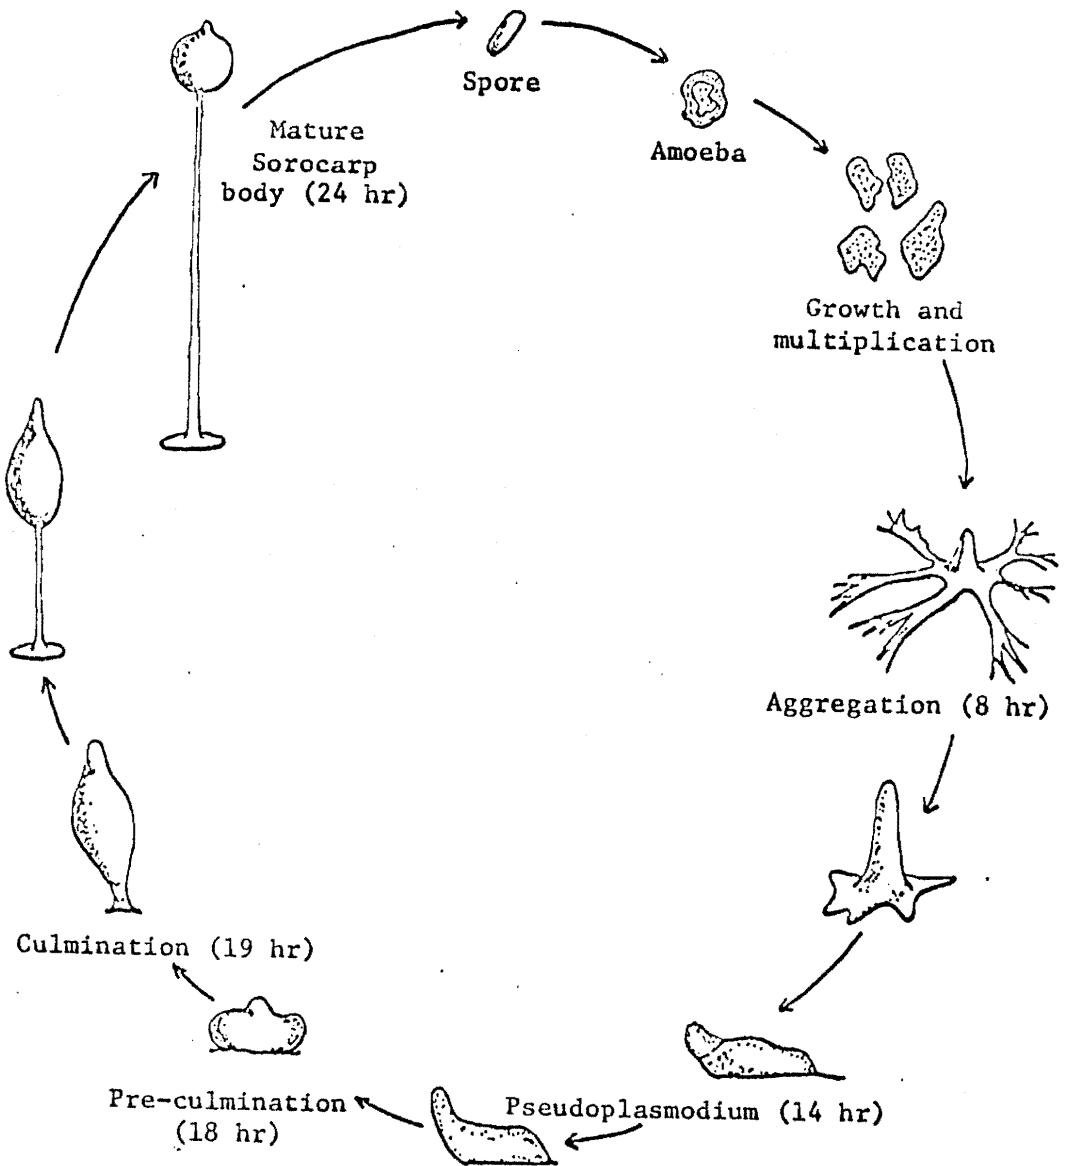 Spore
Amoeba
Mature
Sorocarp
body (24 hr)
Growth and
multiplication
Aggregation (8 hr)
Culmination (19 hr)
Pre-culmination
(18 hr)
Pseudoplasmodium (14 hr)